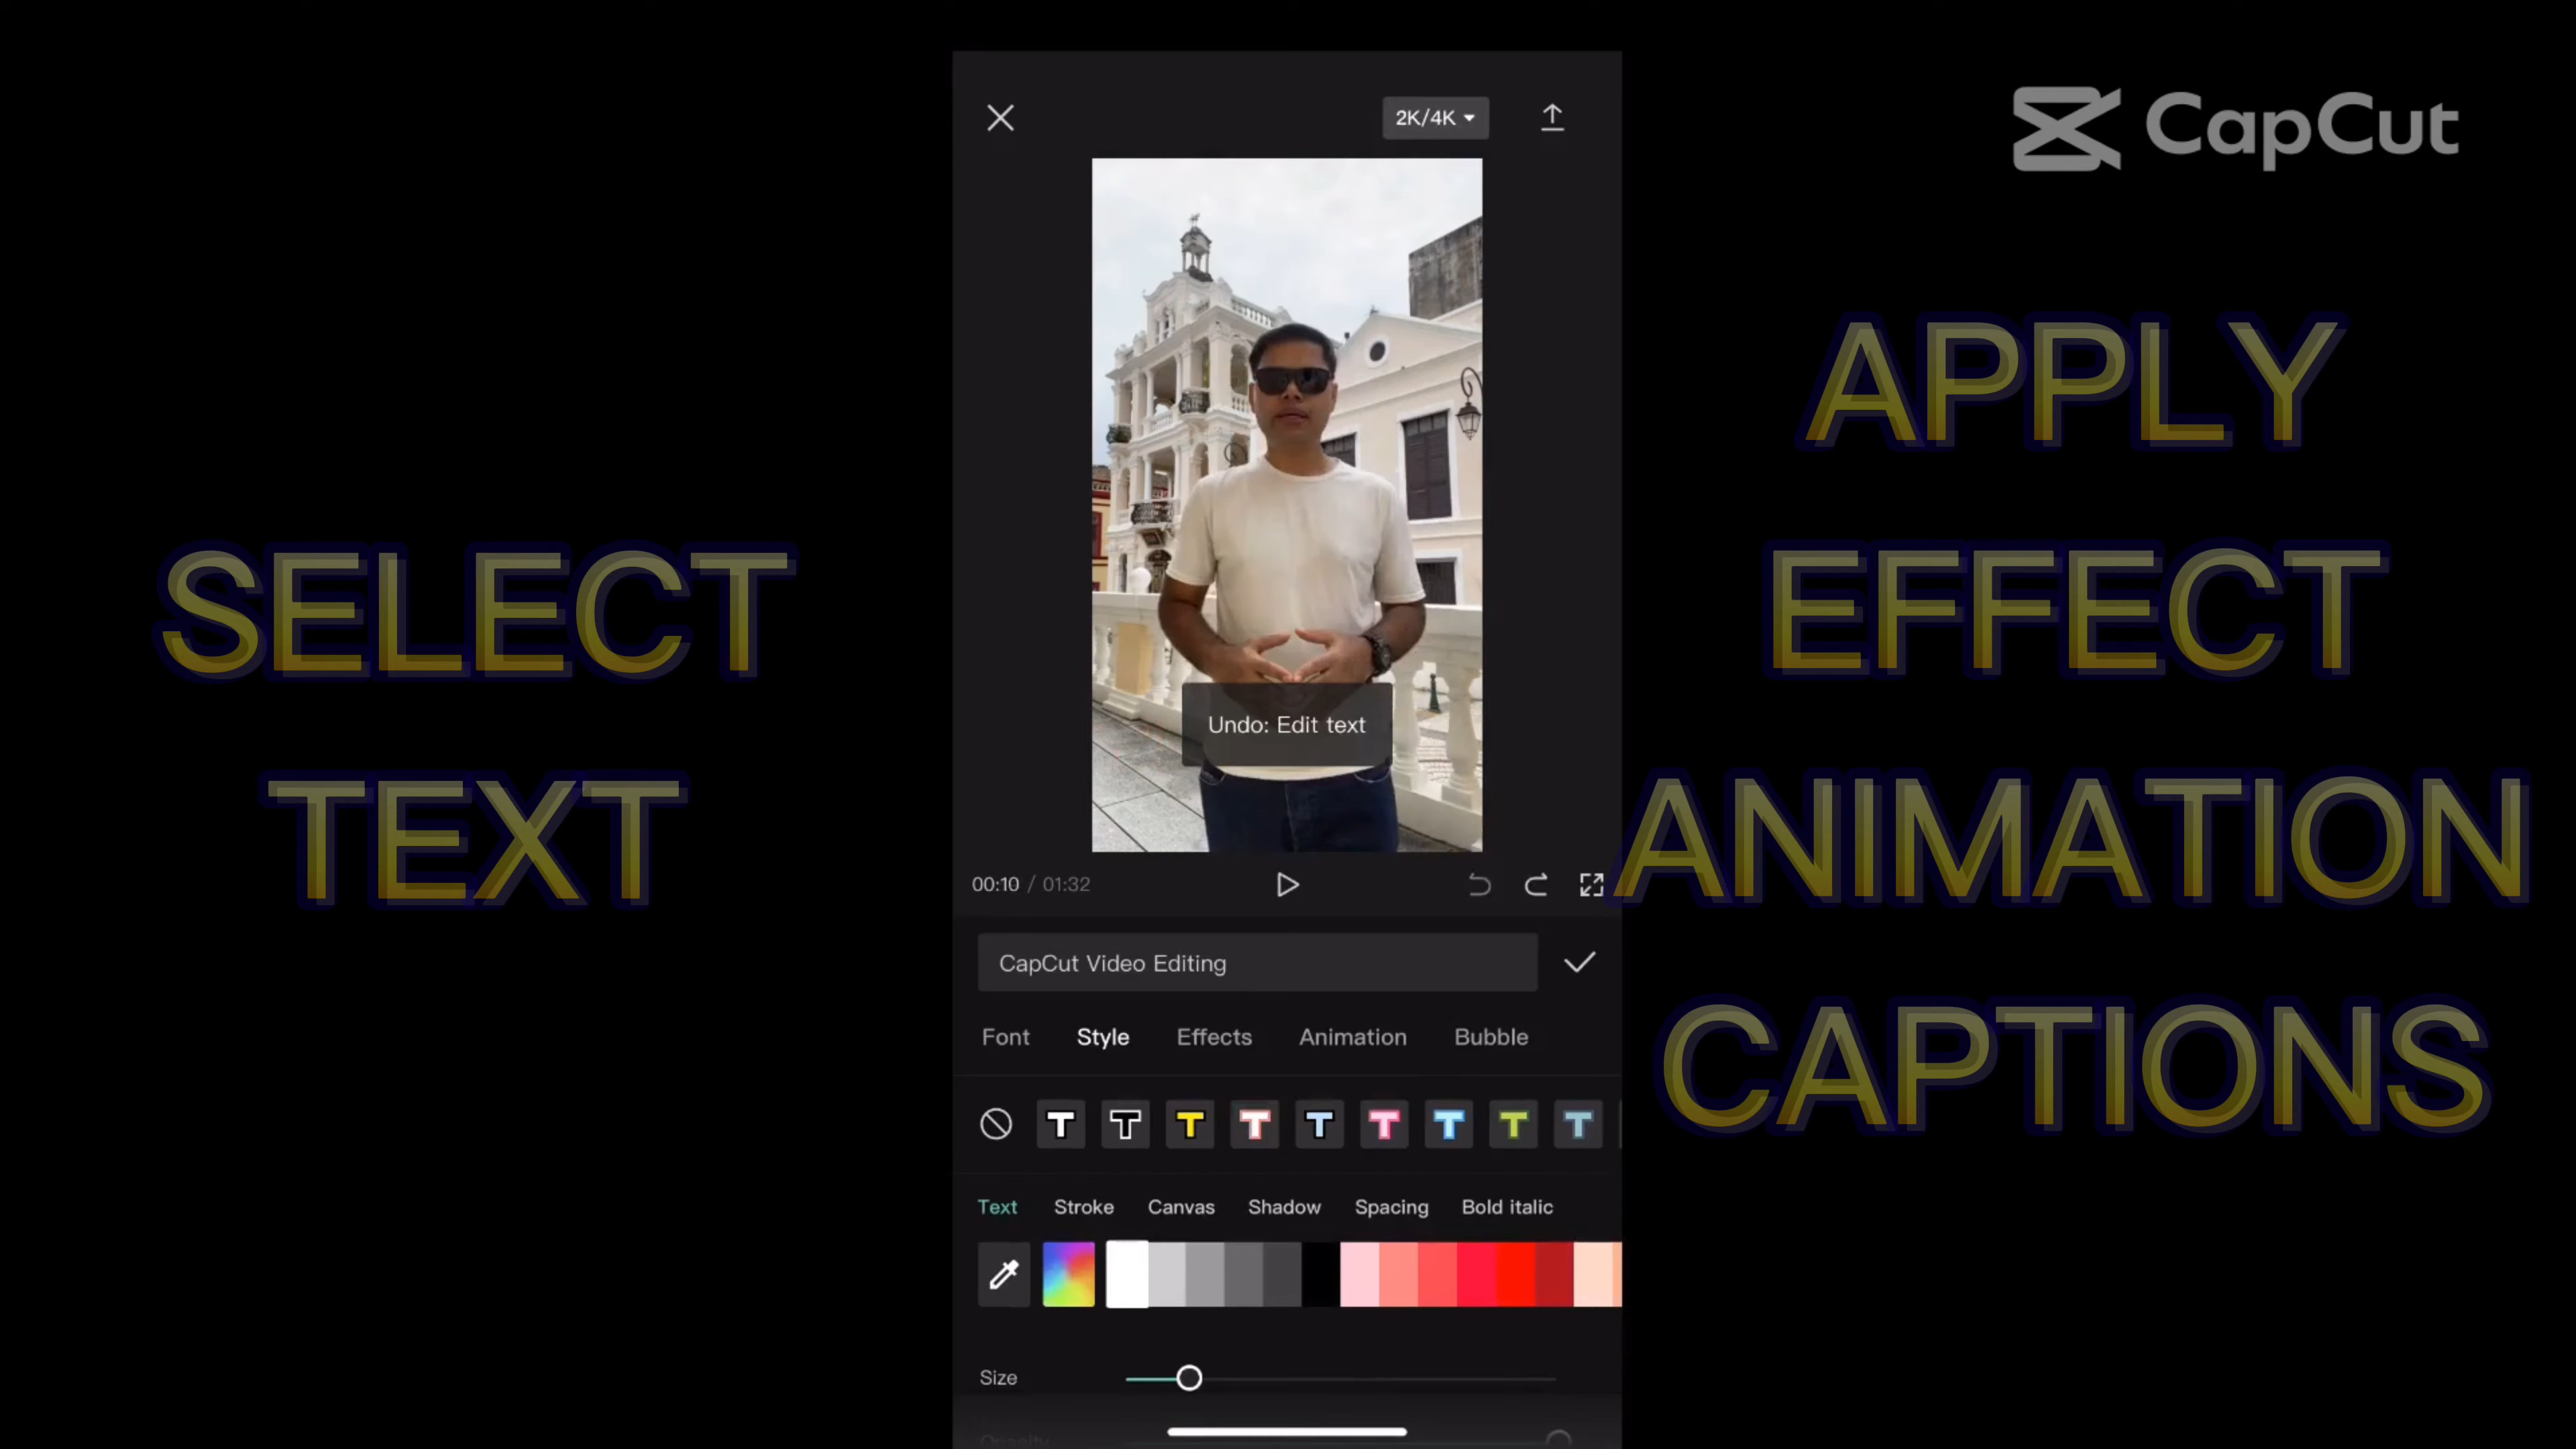 2K/4K
CapCut
SELECT
TEXT
APPLY
EFFECT
ANIMATION
CAPTIONS
Undo: Edit text
00:10 / 01:32
CapCut Video Editing
Font Style Effects Animation Bubble
T T T T T T T T T
Text Stroke Canvas Shadow Spacing Bold italic
Size
Opacity